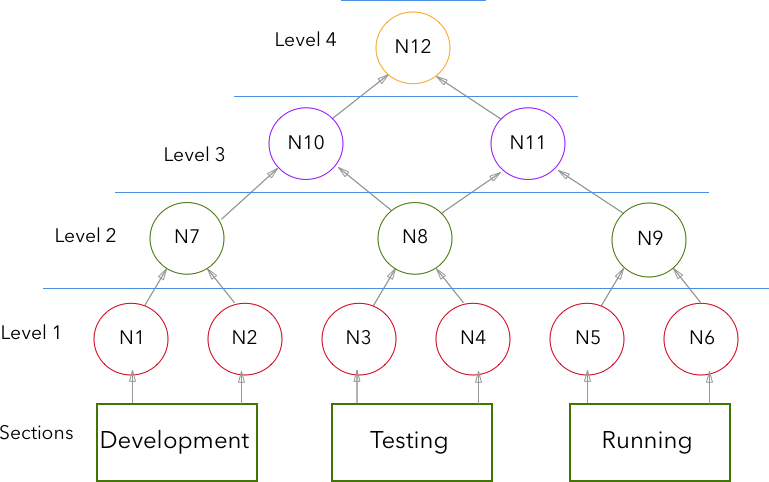 Level 4
N12
N10
N11
Level 3
Level 2
N7
N8
N9
Level 1
N1
N2
N3
N4
N5
N6
Sections
Development
Testing
Running